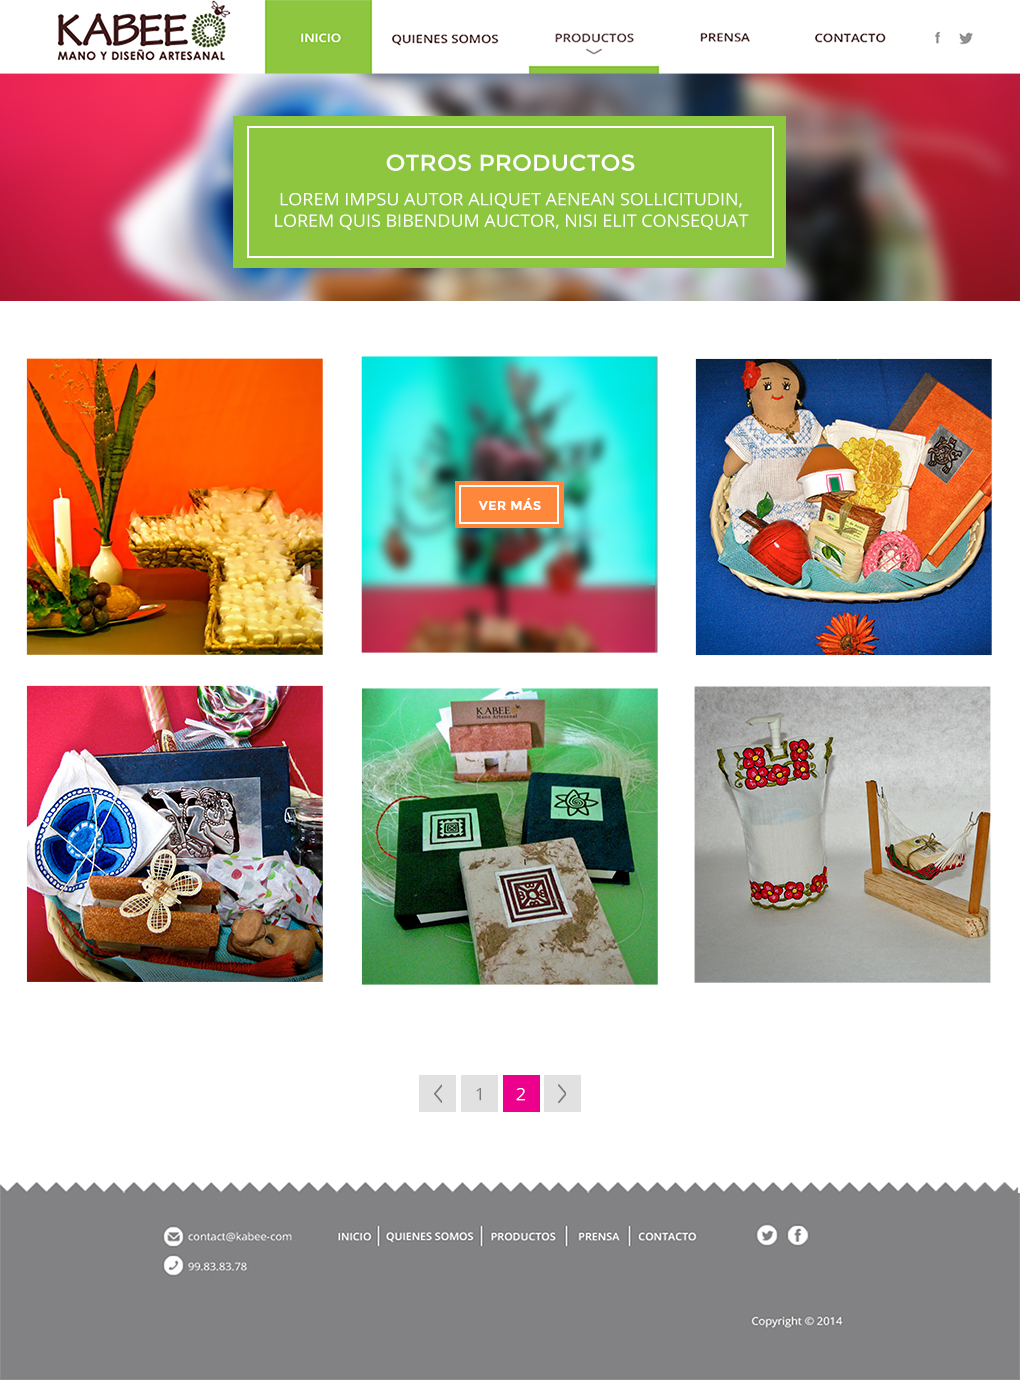 KABEE
MANO Y DISEÑO ARTESANAL
INICIO
QUIENES SOMOS
PRODUCTOS
PRENSA
CONTACTO
OTROS PRODUCTOS
LOREM IMPSU AUTOR ALIQUET AENEAN SOLLICITUDIN,
LOREM QUIS BIBENDUM AUCTOR, NISI ELIT CONSEQUAT
VER MÁS
KABEE
Mano Artesanal
1
2
contact@kabee-com
INICIO
QUIENES SOMOS
PRODUCTOS
PRENSA
CONTACTO
99.83.83.78
Copyright © 2014